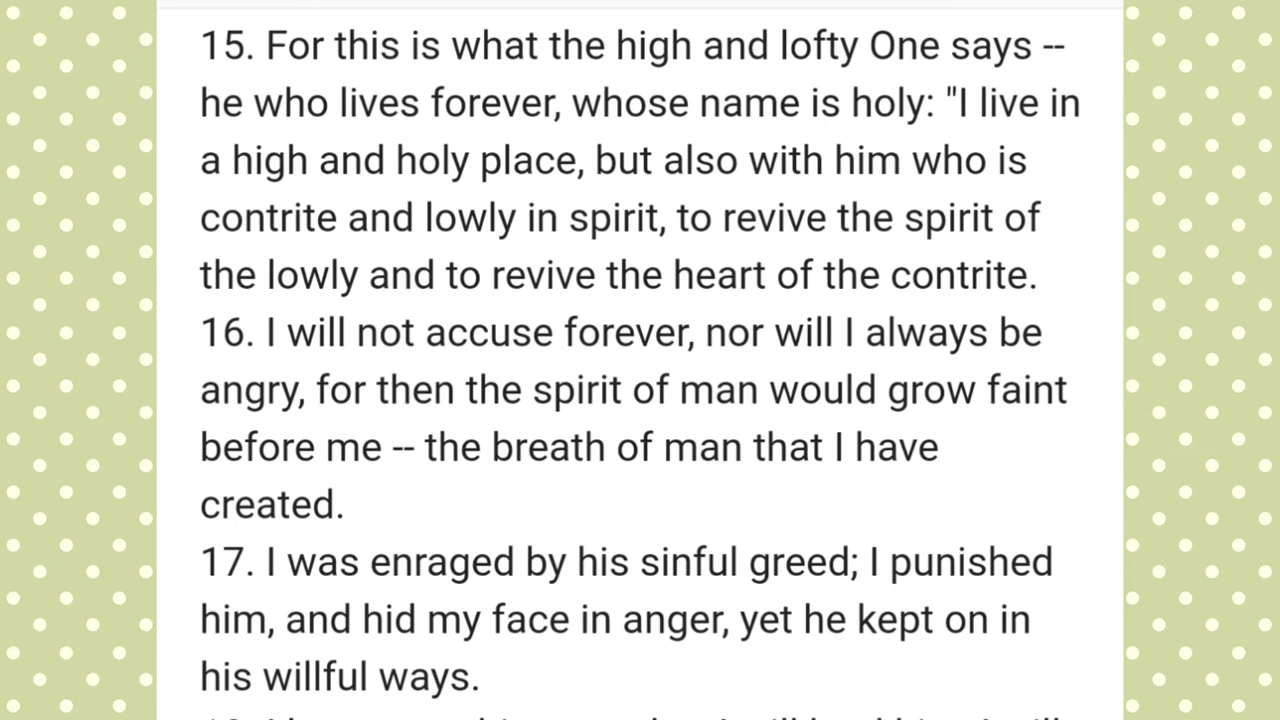 15. For this is what the high and lofty One says --
he who lives forever, whose name is holy: "I live in
a high and holy place, but also with him who is
contrite and lowly in spirit, to revive the spirit of
the lowly and to revive the heart of the contrite.
16. I will not accuse forever, nor will I always be
angry, for then the spirit of man would grow faint
before me -- the breath of man that I have
created.
17. I was enraged by his sinful greed; I punished
him, and hid my face in anger, yet he kept on in
his willful ways.